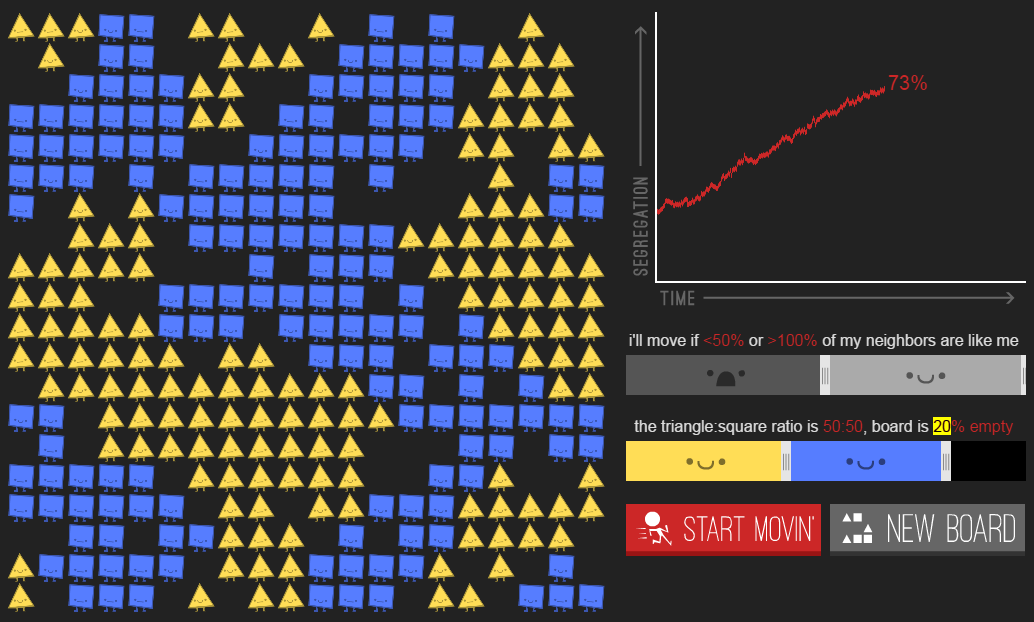 73%
SEGREGATION
TIME
i'll move if <50% or >100% of my neighbors are like me
the triangle:square ratio is 50:50, board is 20% empty
START MOVIN'
NEW BOARD